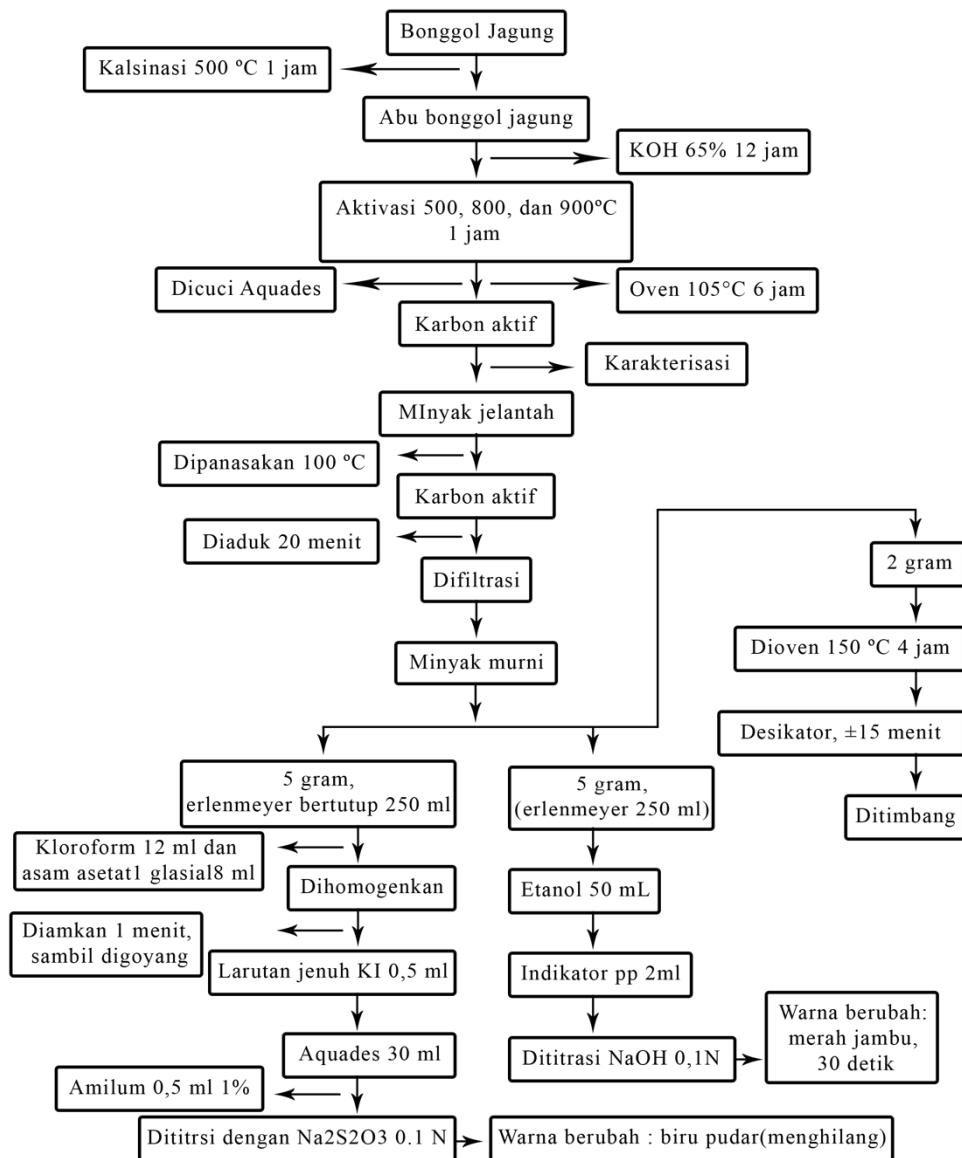 Bonggol Jagung
Kalsinasi 500 ºC 1 jam
Abu bonggol jagung
KOH 65% 12 jam
Aktivasi 500, 800, dan 900ºC
1 jam
Dicuci Aquades
Oven 105°C 6 jam
Karbon aktif
Karakterisasi
MInyak jelantah
Dipanasakan 100 ºC
Karbon aktif
Diaduk 20 menit
Difiltrasi
Minyak murni
5 gram,
erlenmeyer bertutup 250 ml
Kloroform 12 ml dan
asam asetat1 glasial8 ml
Dihomogenkan
Diamkan 1 menit,
sambil digoyang
Larutan jenuh KI 0,5 ml
Aquades 30 ml
Amilum 0,5 ml 1%
Dititrsi dengan Na2S2O3 0.1 N
Warna berubah : biru pudar(menghilang)
5 gram,
(erlenmeyer 250 ml)
Etanol 50 mL
Indikator pp 2ml
Dititrasi NaOH 0,1N
Warna berubah:
merah jambu,
30 detik
2 gram
Dioven 150 ºC 4 jam
Desikator, ±15 menit
Ditimbang